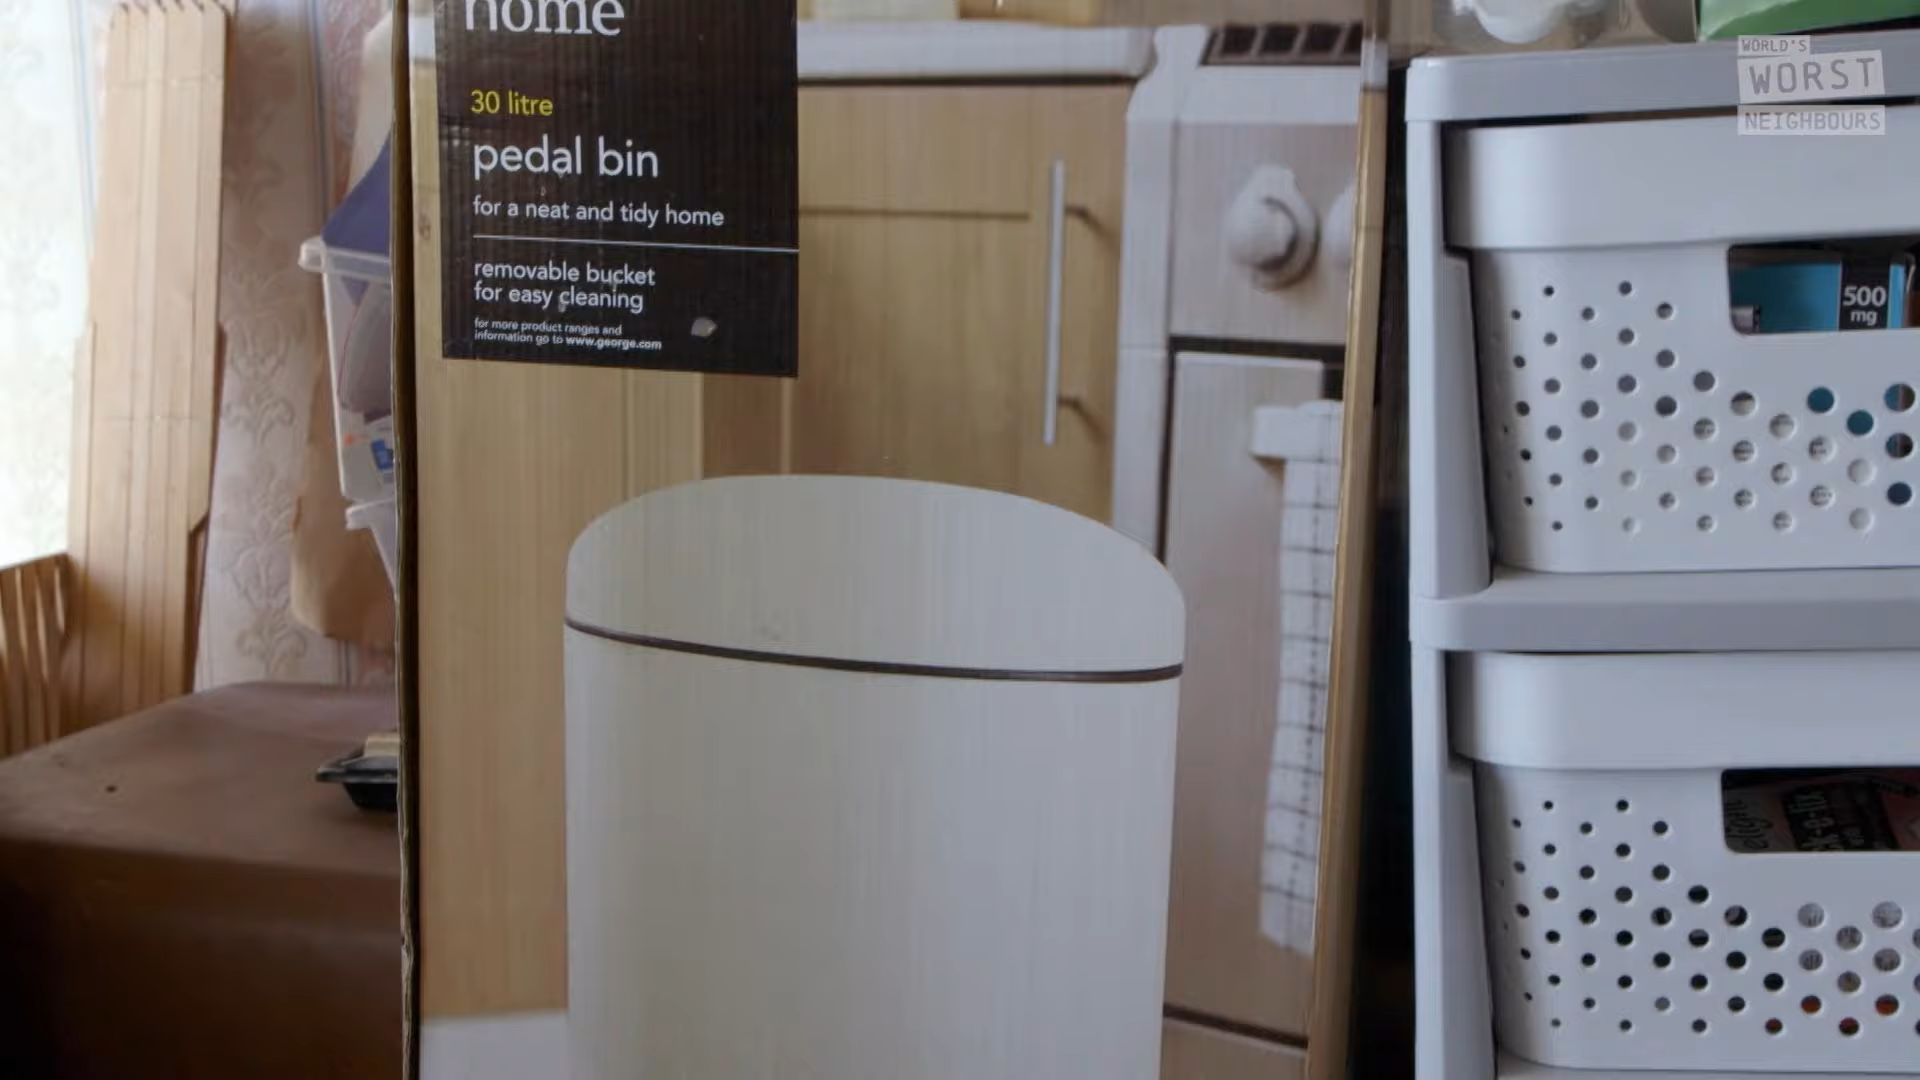 home
30 litre
pedal bin
for a neat and tidy home
removable bucket
for easy cleaning
for more product ranges and
information go to www.george.com
WORLD'S
WORST
NEIGHBOURS
500
mg